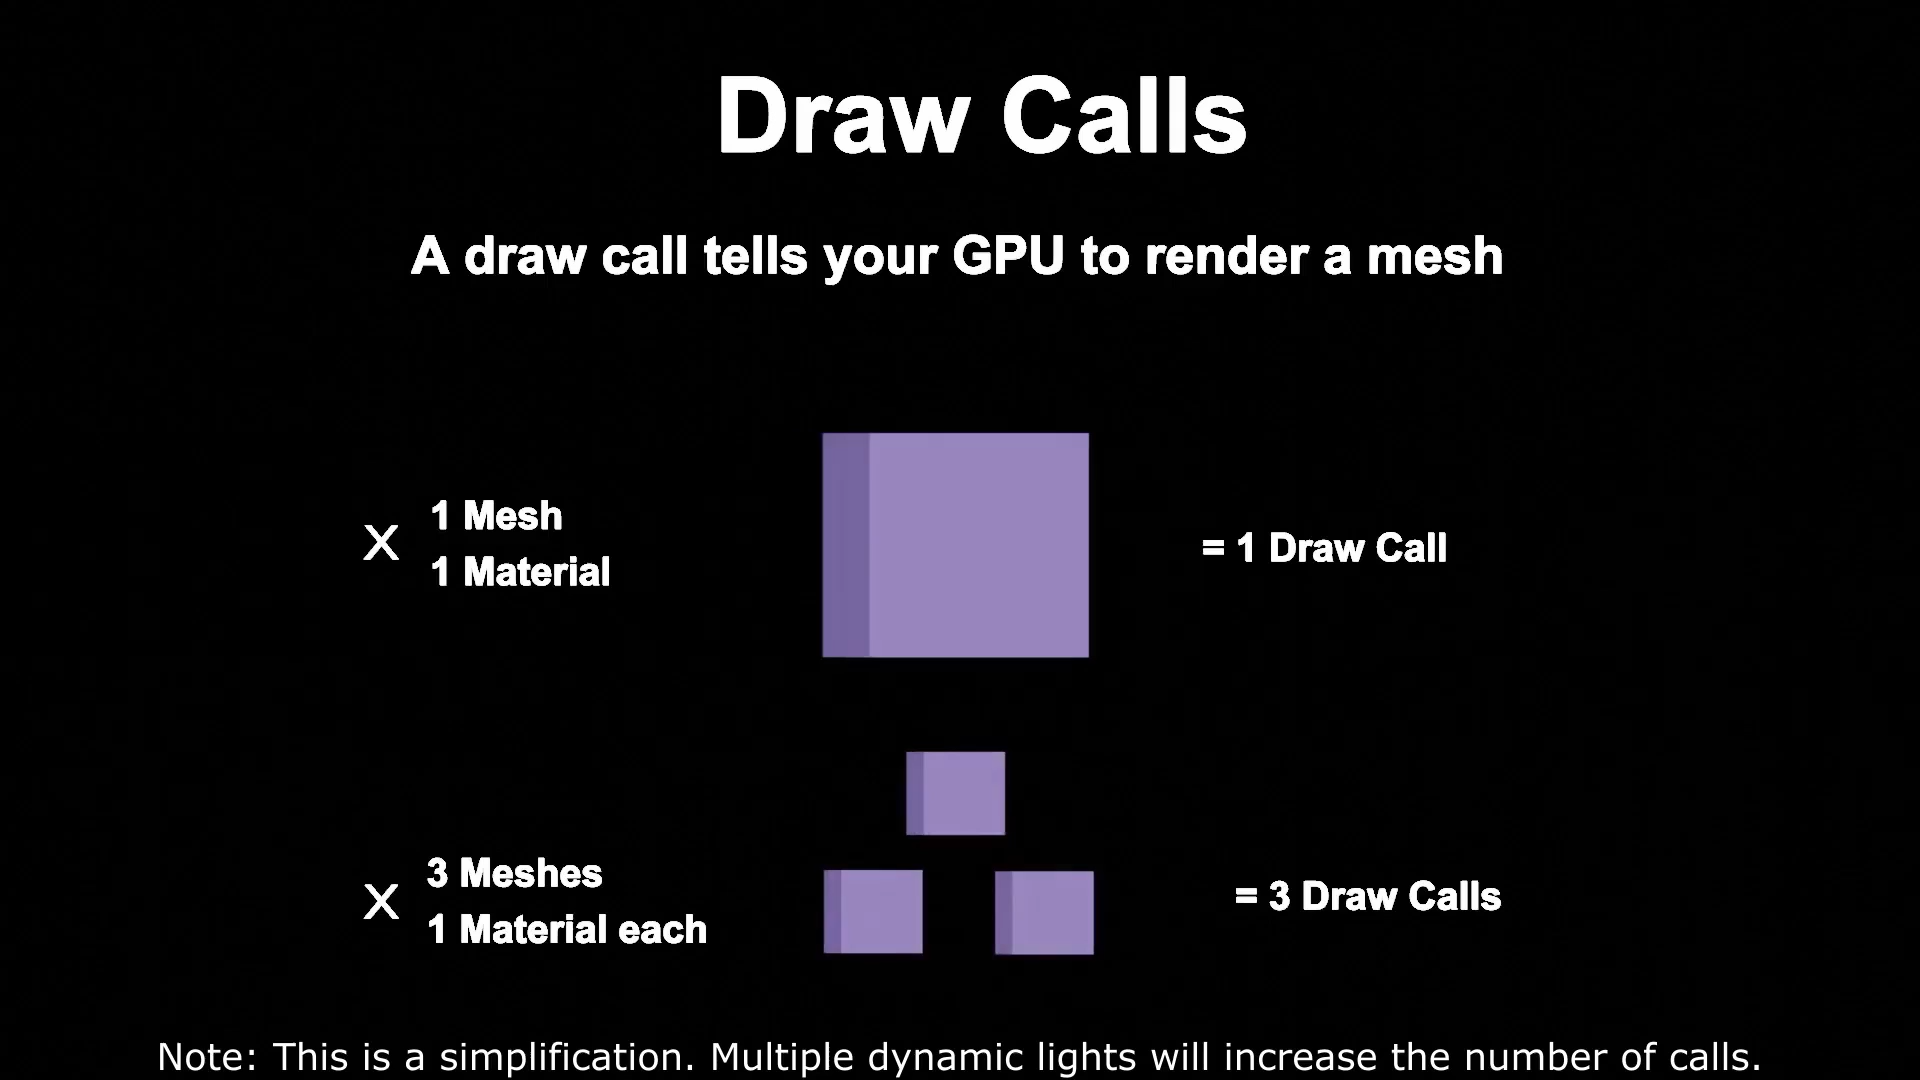 Draw Calls
A draw call tells your GPU to render a mesh
x
1 Mesh
1 Material
= 1 Draw Call
x
3 Meshes
1 Material each
= 3 Draw Calls
Note: This is a simplification. Multiple dynamic lights will increase the number of calls.